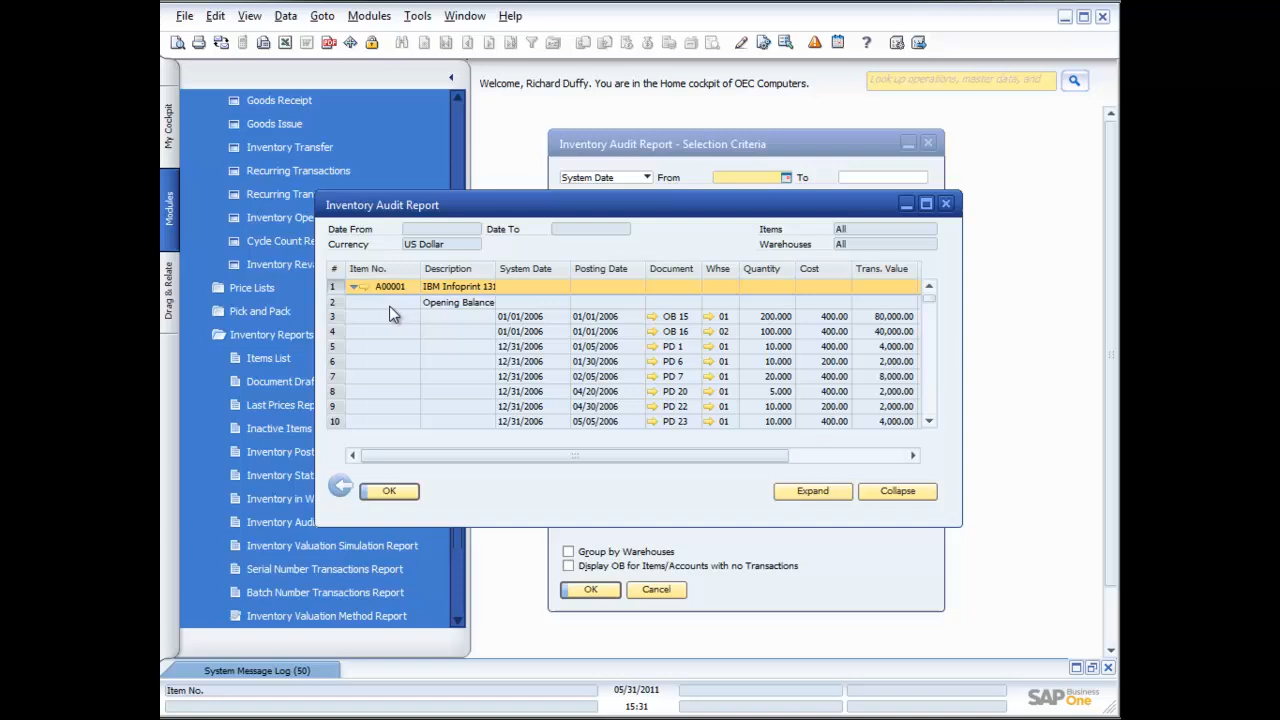 File Edit View Data Goto Modules Tools Window Help
Welcome, Richard Duffy. You are in the Home cockpit of OEC Computers.
Look up operations, master data, and
My Cockpit
Modules
Drag & Relate
Goods Receipt
Goods Issue
Inventory Transfer
Recurring Transactions
Recurring Tran
Inventory Ope
Cycle Count Re
Inventory Reva
Price Lists
Pick and Pack
Inventory Reports
Items List
Document Draf
Last Prices Rep
Inactive Items
Inventory Post
Inventory Stat
Inventory in W
Inventory Audi
Inventory Valuation Simulation Report
Serial Number Transactions Report
Batch Number Transactions Report
Inventory Valuation Method Report
Inventory Audit Report - Selection Criteria
System Date From To
Inventory Audit Report
Date From Date To Items All
Currency US Dollar Warehouses All
# Item No. Description System Date Posting Date Document Whse Quantity Cost Trans. Value
1 A00001 IBM Infoprint 131
2 Opening Balance
3 01/01/2006 01/01/2006 OB 15 01 200.000 400.00 80,000.00
4 01/01/2006 01/01/2006 OB 16 02 100.000 400.00 40,000.00
5 12/31/2006 01/05/2006 PD 1 01 10.000 400.00 4,000.00
6 12/31/2006 01/30/2006 PD 6 01 10.000 200.00 2,000.00
7 12/31/2006 02/05/2006 PD 7 01 20.000 400.00 8,000.00
8 12/31/2006 04/20/2006 PD 20 01 5.000 400.00 2,000.00
9 12/31/2006 04/30/2006 PD 22 01 10.000 200.00 2,000.00
10 12/31/2006 05/05/2006 PD 23 01 10.000 400.00 4,000.00
OK Expand Collapse
Group by Warehouses
Display OB for Items/Accounts with no Transactions
OK Cancel
System Message Log (50)
Item No. 05/31/2011
15:31
SAP Business One